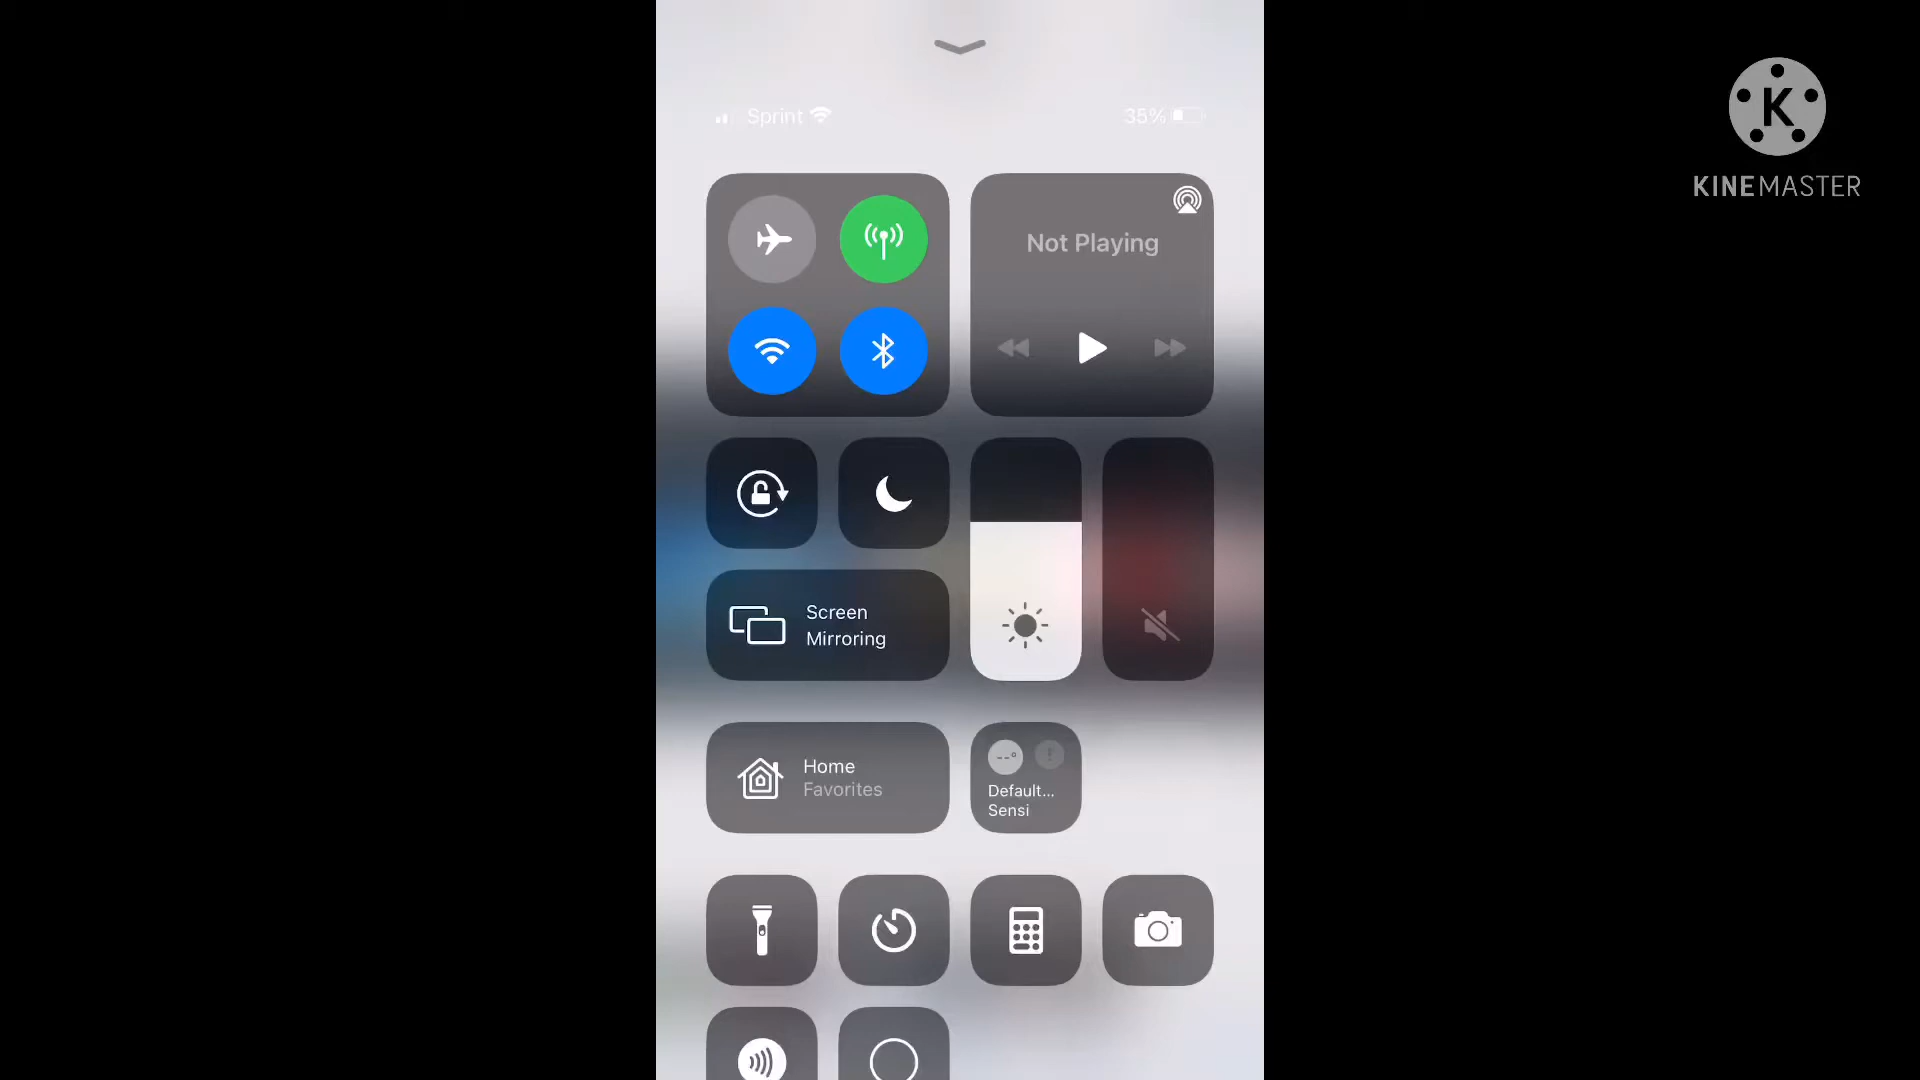 Sprint
35%
K
KINEMASTER
Not Playing
Screen
Mirroring
Home
Favorites
--°
!
Default...
Sensi